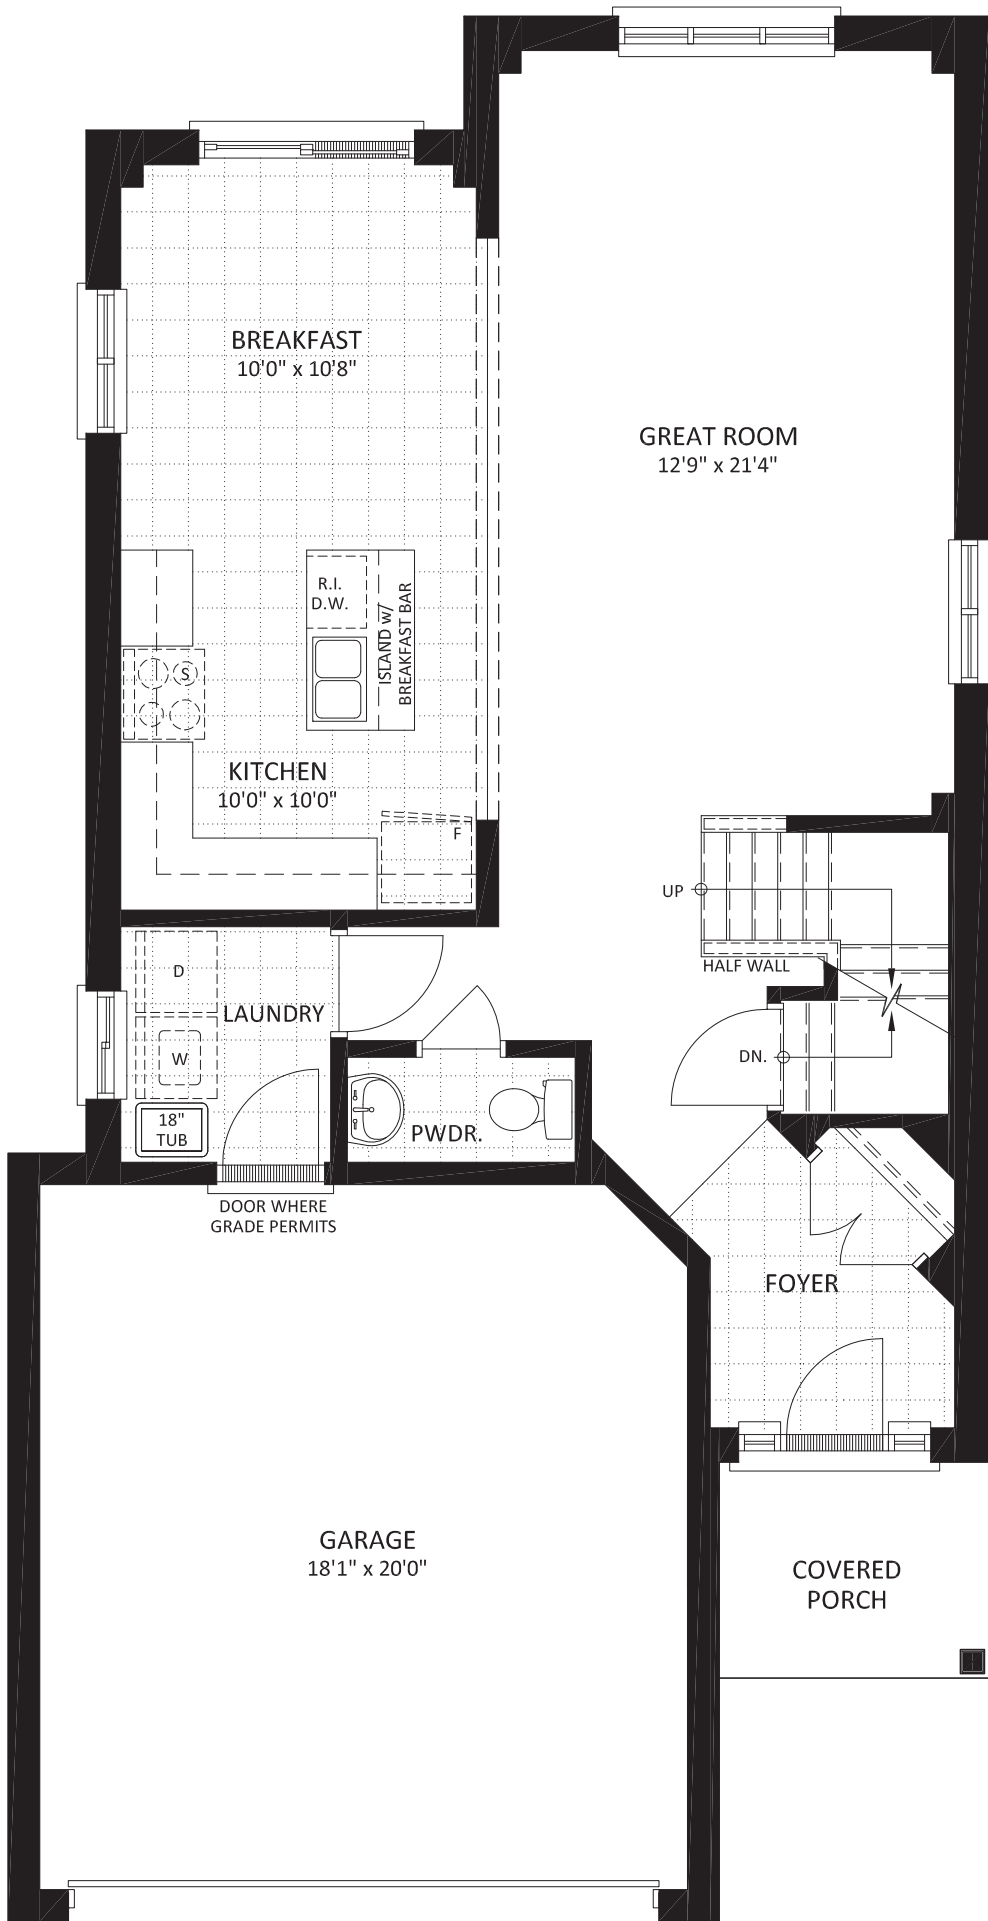 BREAKFAST
10'0" x 10'8"
GREAT ROOM
12'9" x 21'4"
R.I.
D.W.
ISLAND w/
BREAKFAST BAR
S
KITCHEN
10'0" x 10'0"
F
UP
HALF WALL
D
LAUNDRY
W
DN.
18"
TUB
PWDR.
DOOR WHERE
GRADE PERMITS
FOYER
GARAGE
18'1" x 20'0"
COVERED
PORCH